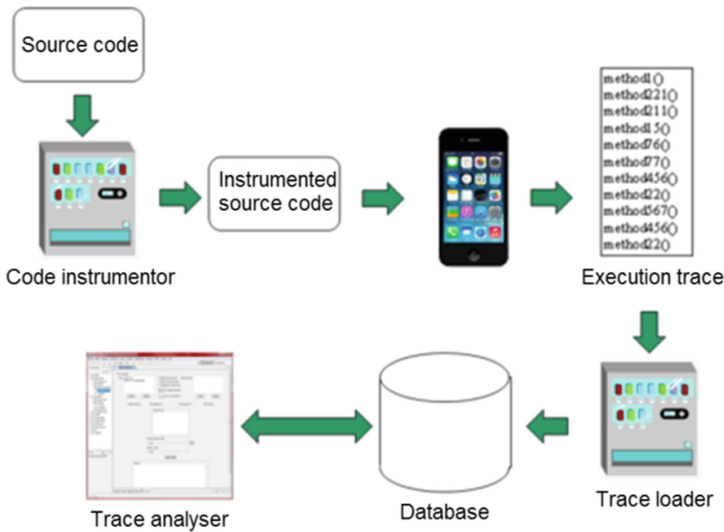 Source code
Code instrumentor
Instrumented
source code
method1()
method221()
method211()
method15()
method76()
method77()
method456()
method22()
method567()
method456()
method22()
Execution trace
Trace loader
Database
Trace analyser